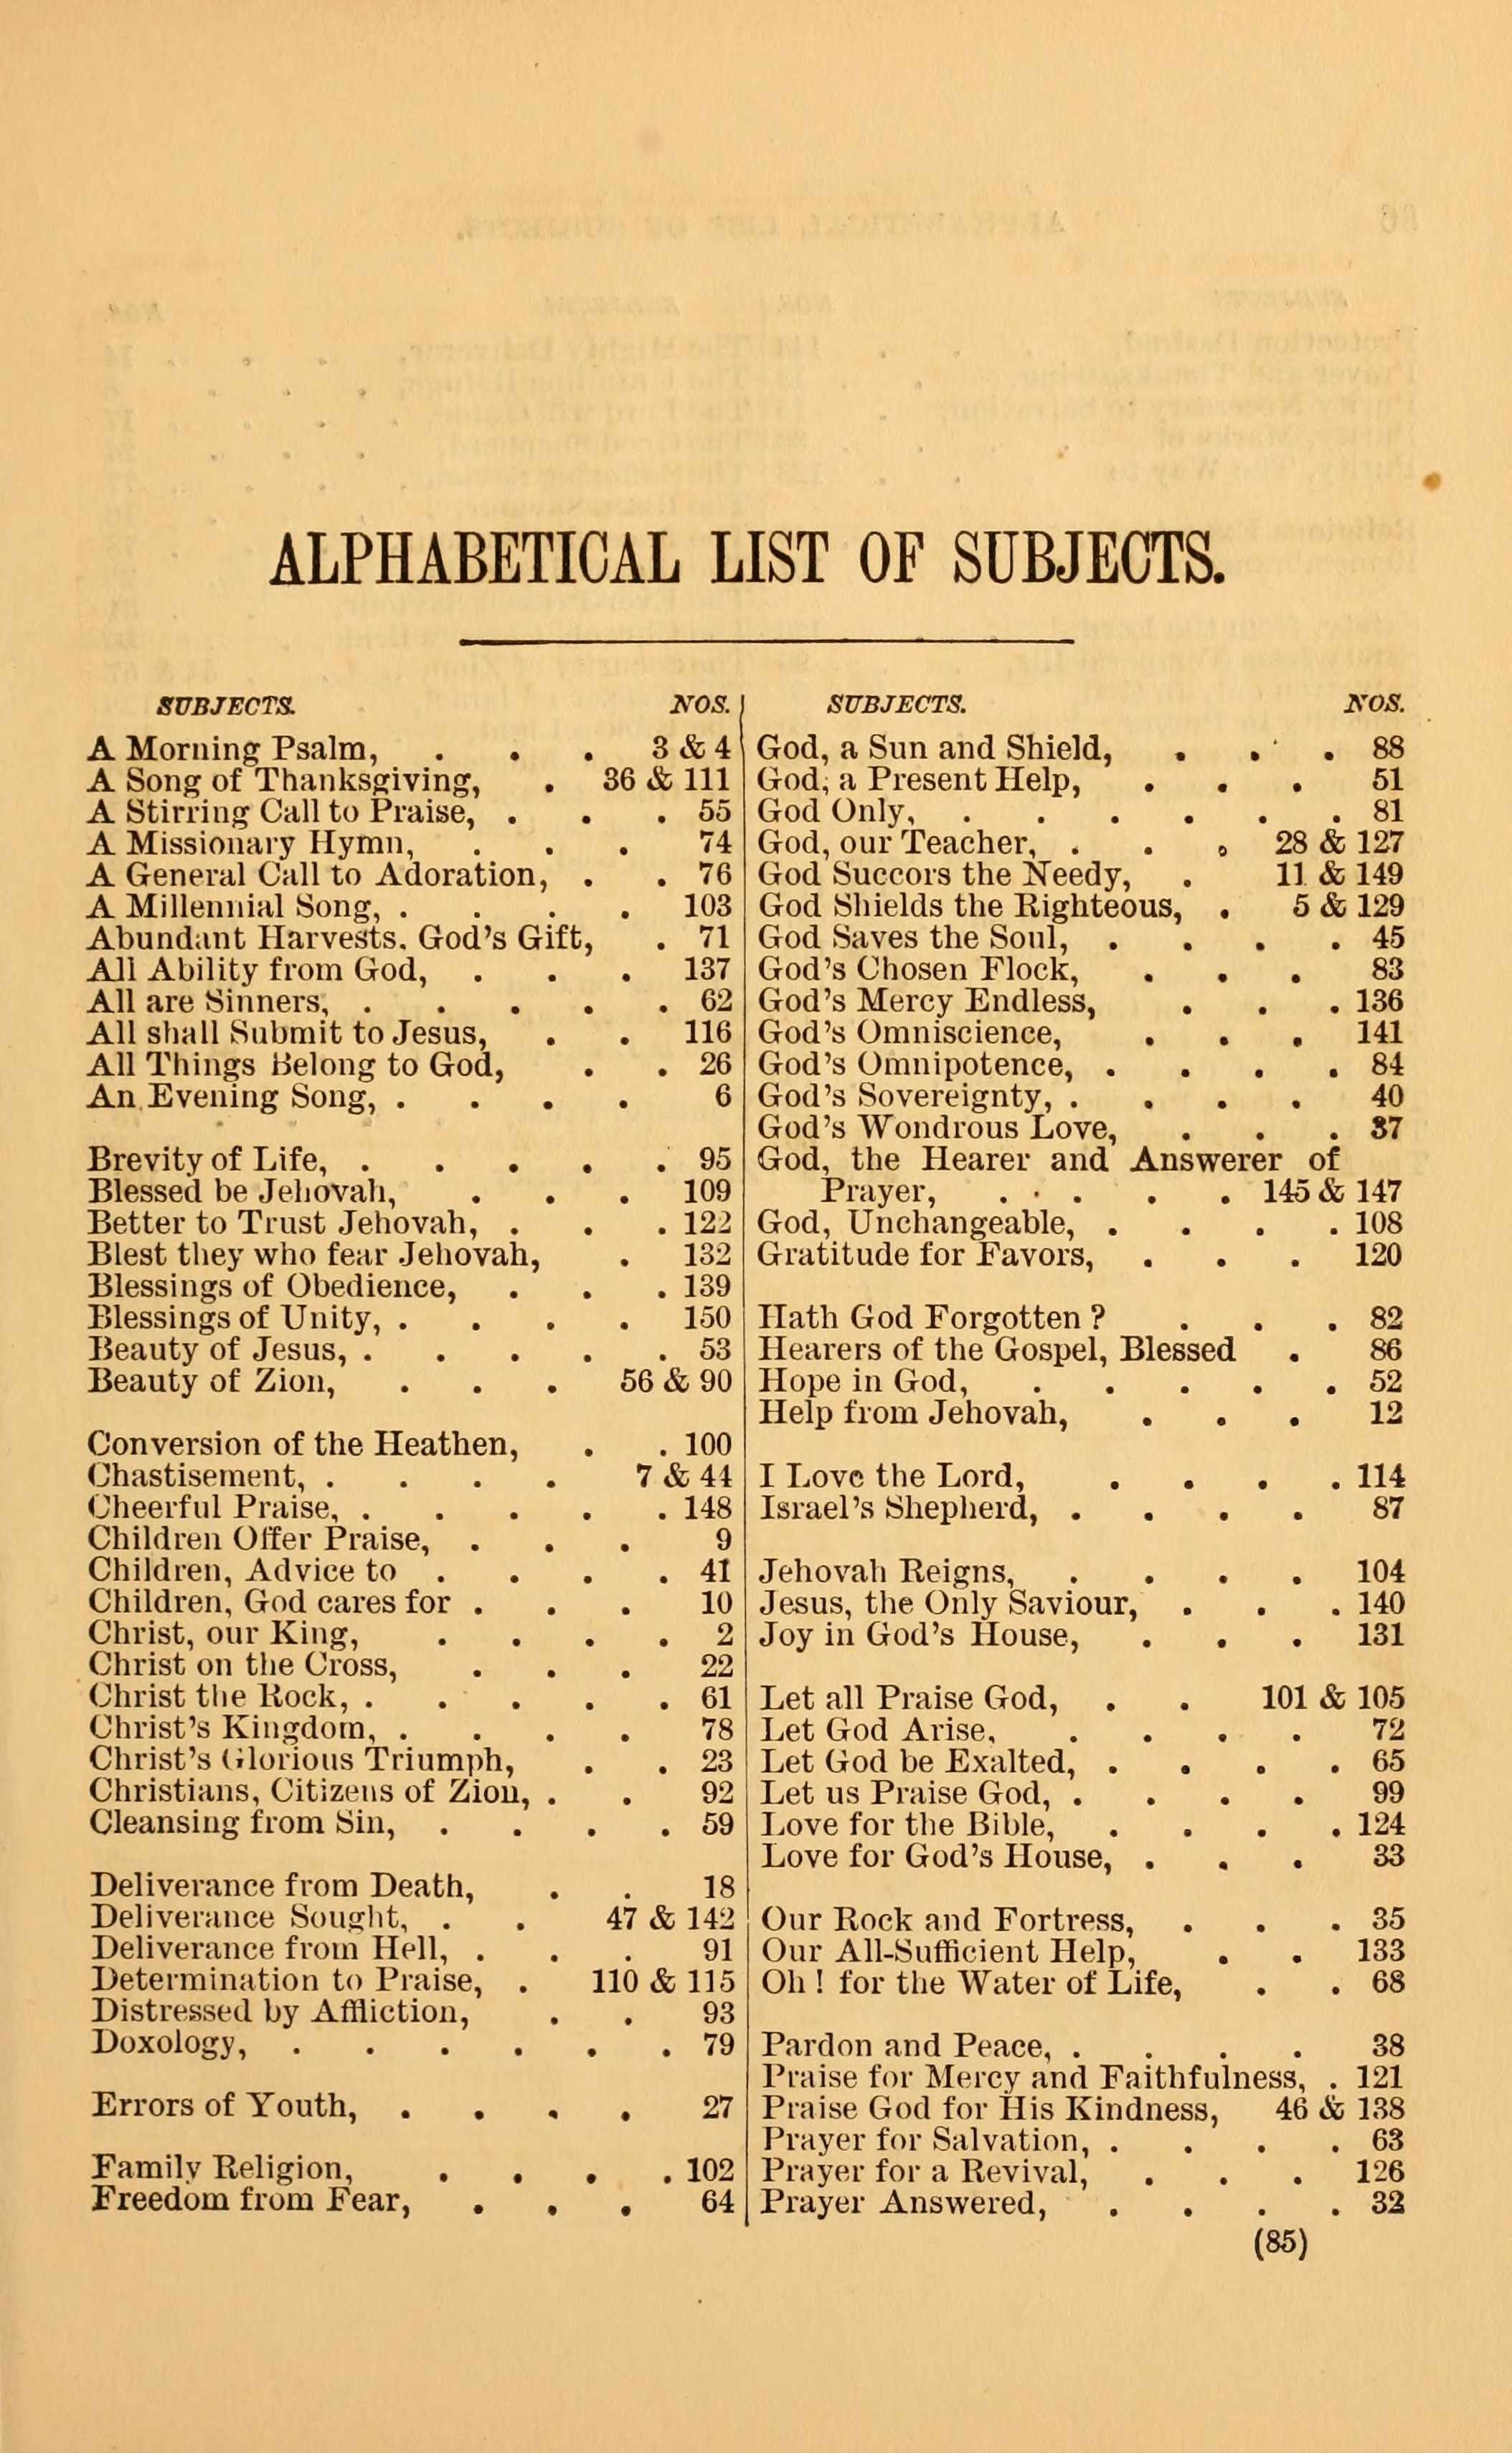 ALPHABETICAL LIST OF SUBJECTS.
SUBJECTS. NOS.
A Morning Psalm, . . . 3 & 4
A Song of Thanksgiving, . 36 & 111
A Stirring Call to Praise, . . . 55
A Missionary Hymn, . . . 74
A General Call to Adoration, . . 76
A Millennial Song, . . . . 103
Abundant Harvests. God's Gift, . 71
All Ability from God, . . . 137
All are Sinners, . . . . . 62
All shall Submit to Jesus, . . 116
All Things Belong to God, . . 26
An Evening Song, . . . . 6
Brevity of Life, . . . . . 95
Blessed be Jehovah, . . . 109
Better to Trust Jehovah, . . . 122
Blest they who fear Jehovah, . 132
Blessings of Obedience, . . . 139
Blessings of Unity, . . . . 150
Beauty of Jesus, . . . . . 53
Beauty of Zion, . . . 56 & 90
Conversion of the Heathen, . . 100
Chastisement, . . . . 7 & 44
Cheerful Praise, . . . . . 148
Children Offer Praise, . . . 9
Children, Advice to . . . . 41
Children, God cares for . . . 10
Christ, our King, . . . . 2
Christ on the Cross, . . . 22
Christ the Rock, . . . . . 61
Christ's Kingdom, . . . . 78
Christ's Glorious Triumph, . . 23
Christians, Citizens of Zion, . . 92
Cleansing from Sin, . . . . 59
Deliverance from Death, . . 18
Deliverance Sought, . . 47 & 142
Deliverance from Hell, . . . 91
Determination to Praise, . 110 & 115
Distressed by Affliction, . . 93
Doxology, . . . . . . 79
Errors of Youth, . . . . 27
Family Religion, . . . . 102
Freedom from Fear, . . . 64
SUBJECTS. NOS.
God, a Sun and Shield, . . . 88
God, a Present Help, . . . 51
God Only, . . . . . . 81
God, our Teacher, . . . 28 & 127
God Succors the Needy, . 11 & 149
God Shields the Righteous, . 5 & 129
God Saves the Soul, . . . . 45
God's Chosen Flock, . . . 83
God's Mercy Endless, . . . 136
God's Omniscience, . . . 141
God's Omnipotence, . . . . 84
God's Sovereignty, . . . . 40
God's Wondrous Love, . . . 37
God, the Hearer and Answerer of
Prayer, . . . . 145 & 147
God, Unchangeable, . . . . 108
Gratitude for Favors, . . . 120
Hath God Forgotten ? . . . 82
Hearers of the Gospel, Blessed . 86
Hope in God, . . . . . 52
Help from Jehovah, . . . 12
I Love the Lord, . . . . 114
Israel's Shepherd, . . . . 87
Jehovah Reigns, . . . . 104
Jesus, the Only Saviour, . . . 140
Joy in God's House, . . . 131
Let all Praise God, . . 101 & 105
Let God Arise, . . . . 72
Let God be Exalted, . . . . 65
Let us Praise God, . . . . 99
Love for the Bible, . . . . 124
Love for God's House, . . . 33
Our Rock and Fortress, . . . 35
Our All-Sufficient Help, . . 133
Oh ! for the Water of Life, . . 68
Pardon and Peace, . . . . 38
Praise for Mercy and Faithfulness, . 121
Praise God for His Kindness, 46 & 138
Prayer for Salvation, . . . . 63
Prayer for a Revival, . . . 126
Prayer Answered, . . . . 32
(85)